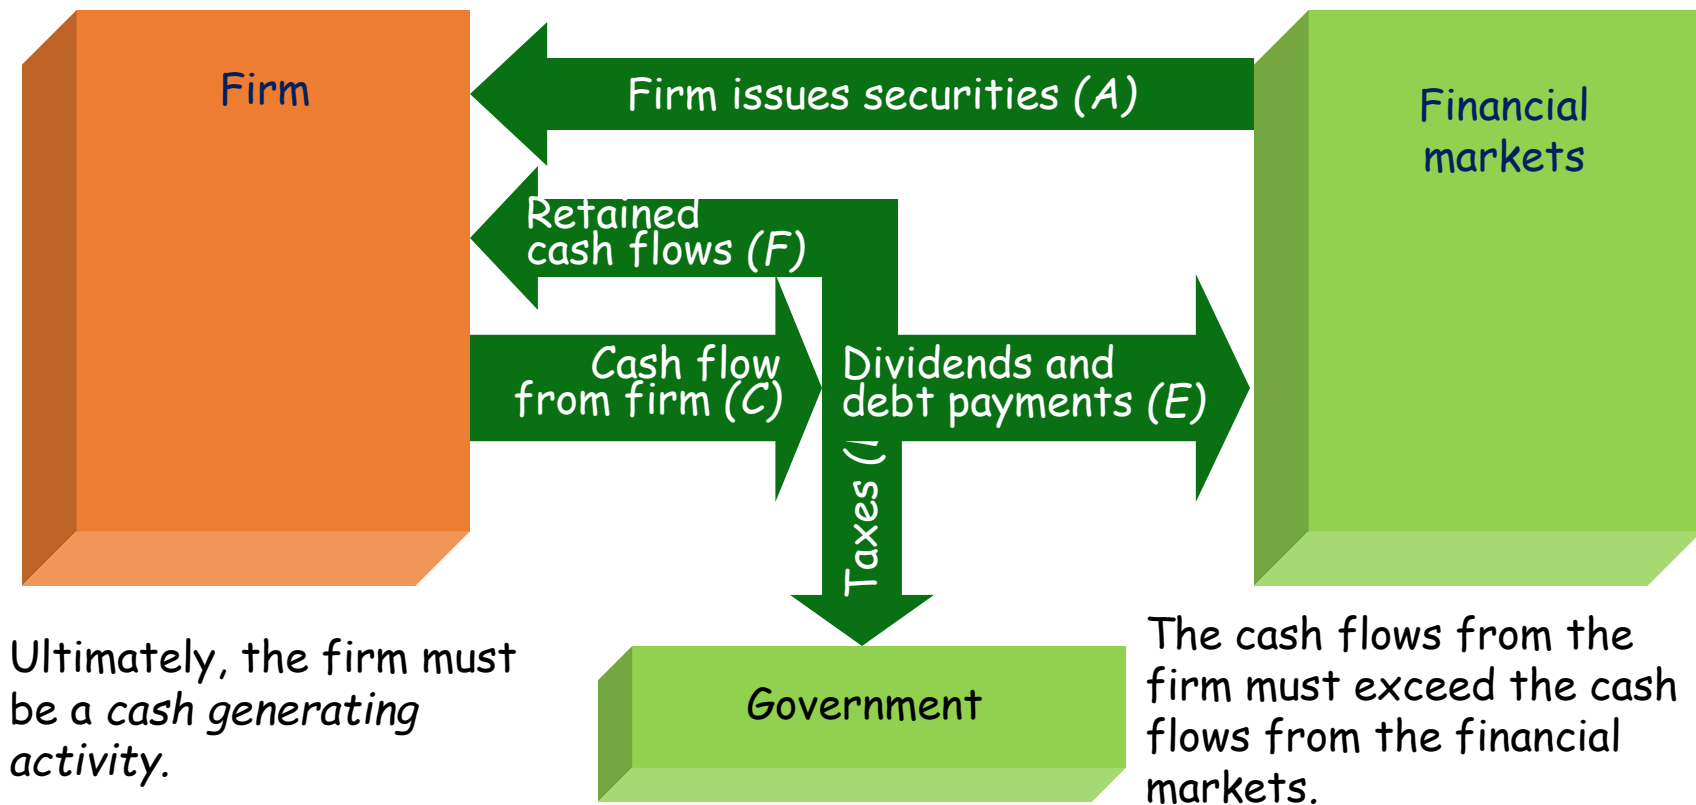 Firm
Firm issues securities (A)
Financial
markets
Retained
cash flows (F)
Cash flow
from firm (C)
Dividends and
debt payments (E)
Taxes (
Government
Ultimately, the firm must
be a cash generating
activity.
The cash flows from the
firm must exceed the cash
flows from the financial
markets.